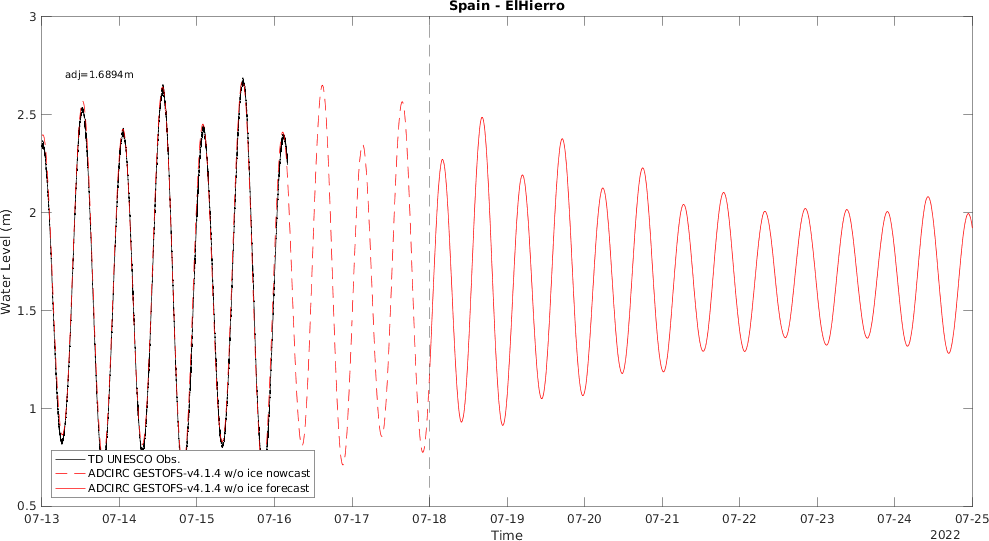 Spain - ElHierro
3
adj=1.6894m
2.5
2
Water Level (m)
1.5
1
TD UNESCO Obs.
ADCIRC GESTOFS-v4.1.4 w/o ice nowcast
ADCIRC GESTOFS-v4.1.4 w/o ice forecast
0.5
07-13 07-14 07-15 07-16 07-17 07-18 07-19 07-20 07-21 07-22 07-23 07-24 07-25
Time
2022